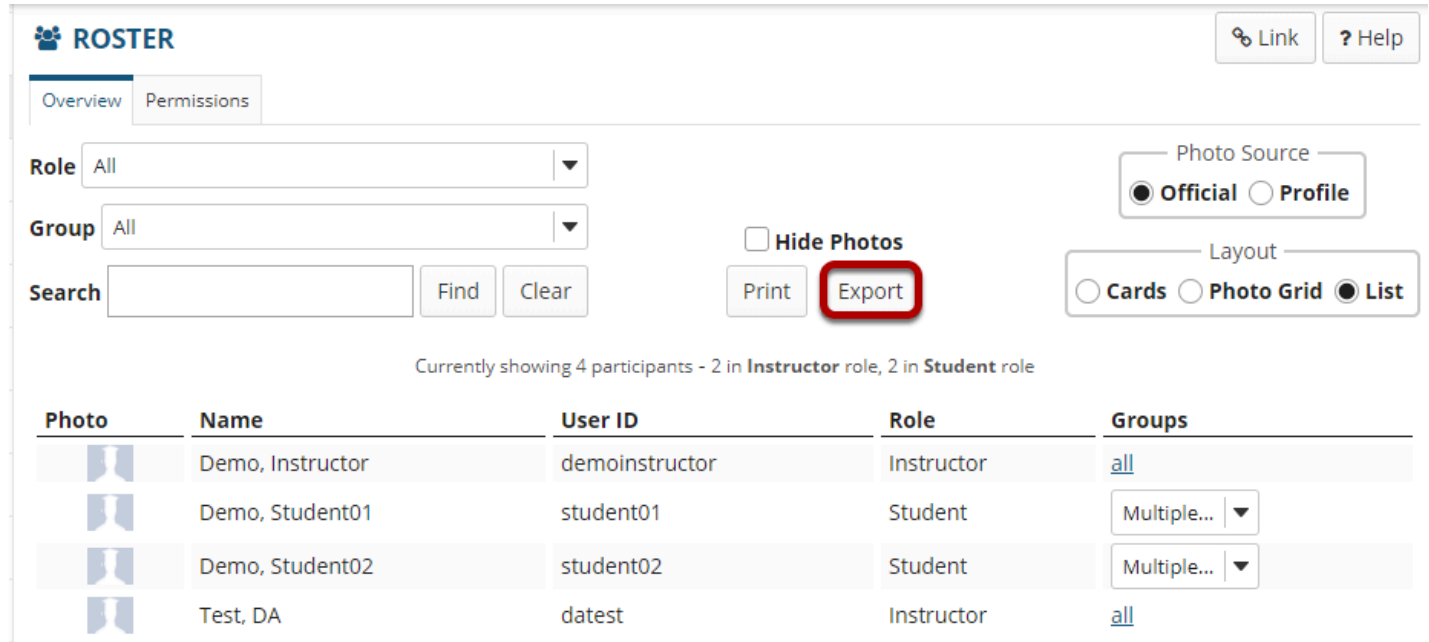 ROSTER
Link
? Help
Overview
Permissions
Role All
Photo Source
Official Profile
Group All
Hide Photos
Layout
Search Find Clear Print Export Cards Photo Grid List
Currently showing 4 participants - 2 in Instructor role, 2 in Student role
Photo Name User ID Role Groups
Demo, Instructor demoinstructor Instructor all
Demo, Student01 student01 Student Multiple...
Demo, Student02 student02 Student Multiple...
Test, DA datest Instructor all